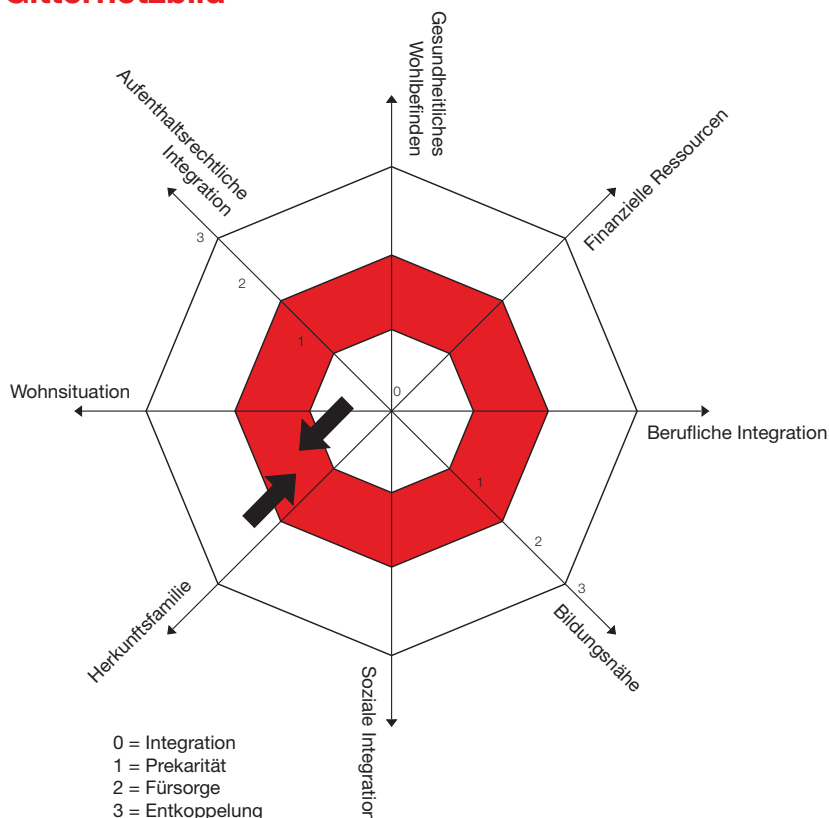 Gitternetzbild
Gesundheitliches
Wohlbefinden
Aufenthaltsrechtliche
Integration
Finanzielle Ressourcen
3
2
1
0
Wohnsituation
Berufliche Integration
1
2
3
Herkunftsfamilie
Bildungsnähe
Soziale Integration
0 = Integration
1 = Prekarität
2 = Fürsorge
3 = Entkoppelung